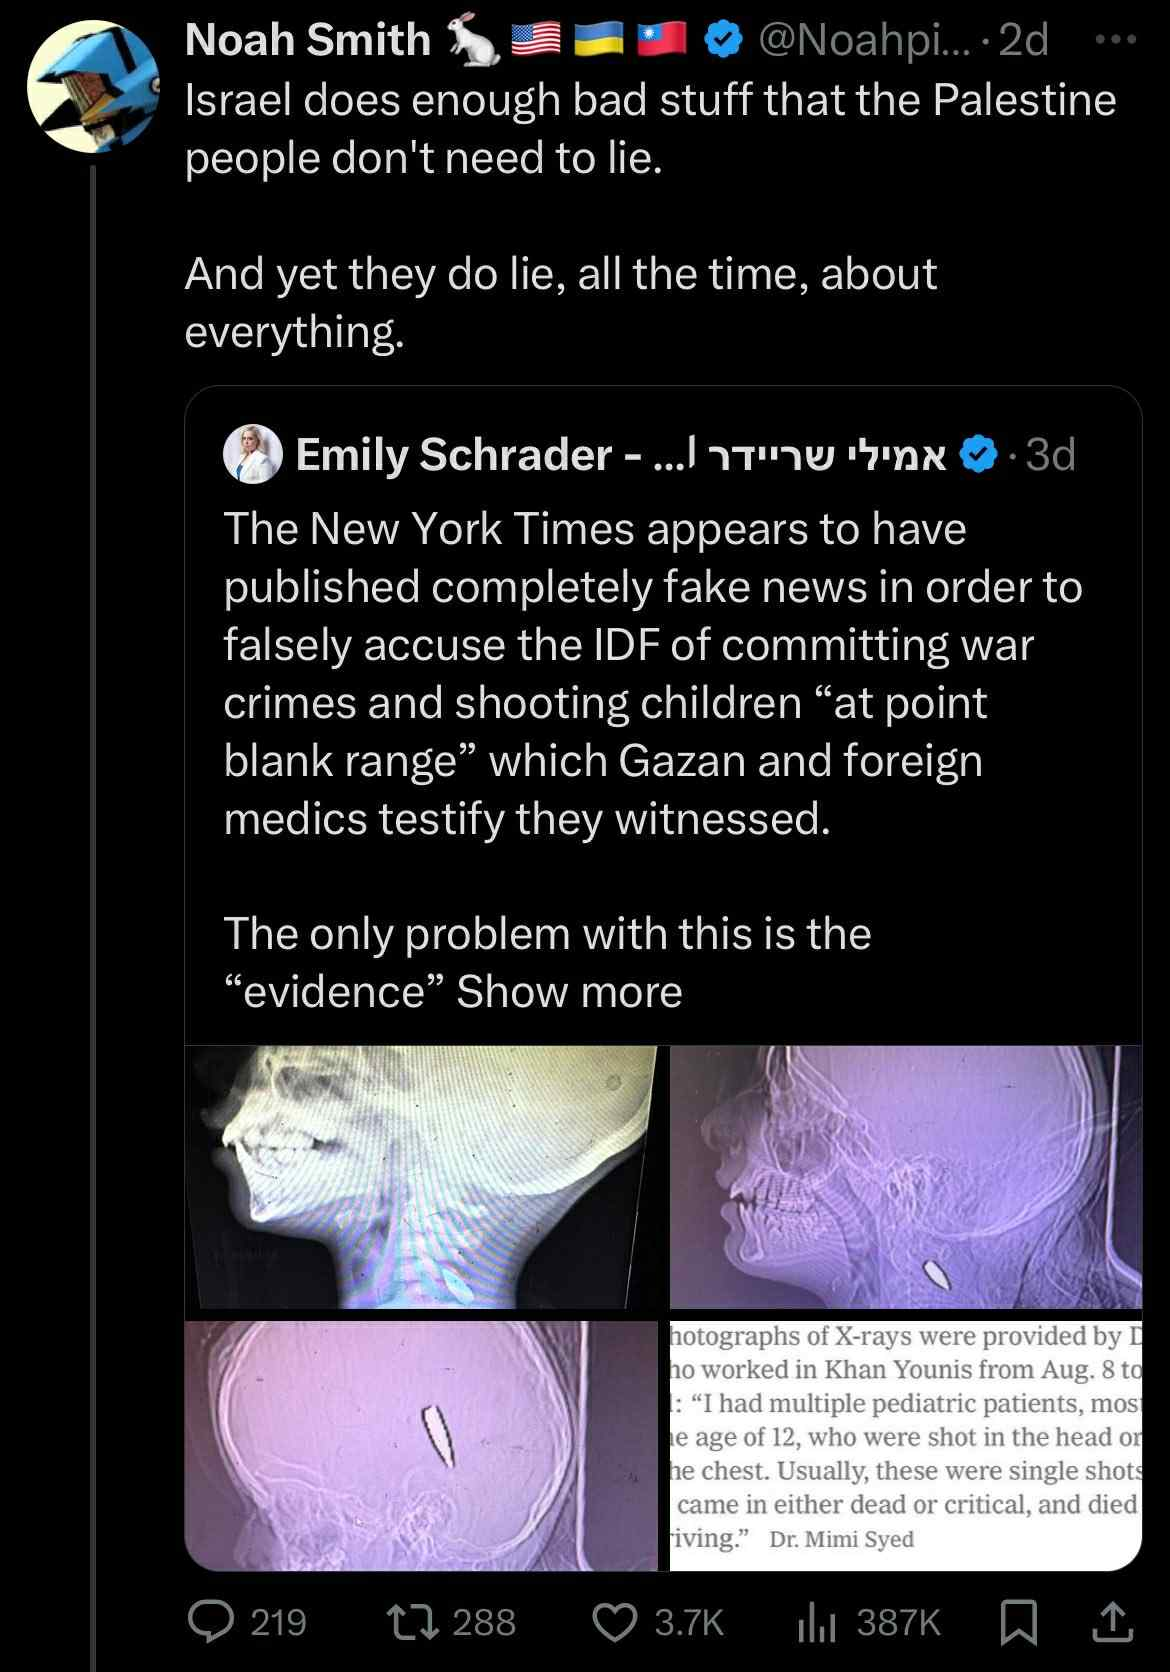 Noah Smith 🐇 🇺🇸 🇺🇦 🇹🇼 @Noahpi... · 2d
Israel does enough bad stuff that the Palestine
people don't need to lie.
And yet they do lie, all the time, about
everything.
Emily Schrader - ...אמילי שריידר ا · 3d
The New York Times appears to have
published completely fake news in order to
falsely accuse the IDF of committing war
crimes and shooting children “at point
blank range” which Gazan and foreign
medics testify they witnessed.
The only problem with this is the
“evidence” Show more
hotographs of X-rays were provided by D
ho worked in Khan Younis from Aug. 8 to
l: “I had multiple pediatric patients, most
e age of 12, who were shot in the head or
he chest. Usually, these were single shots
came in either dead or critical, and died
riving.” Dr. Mimi Syed
219 288 3.7K 387K